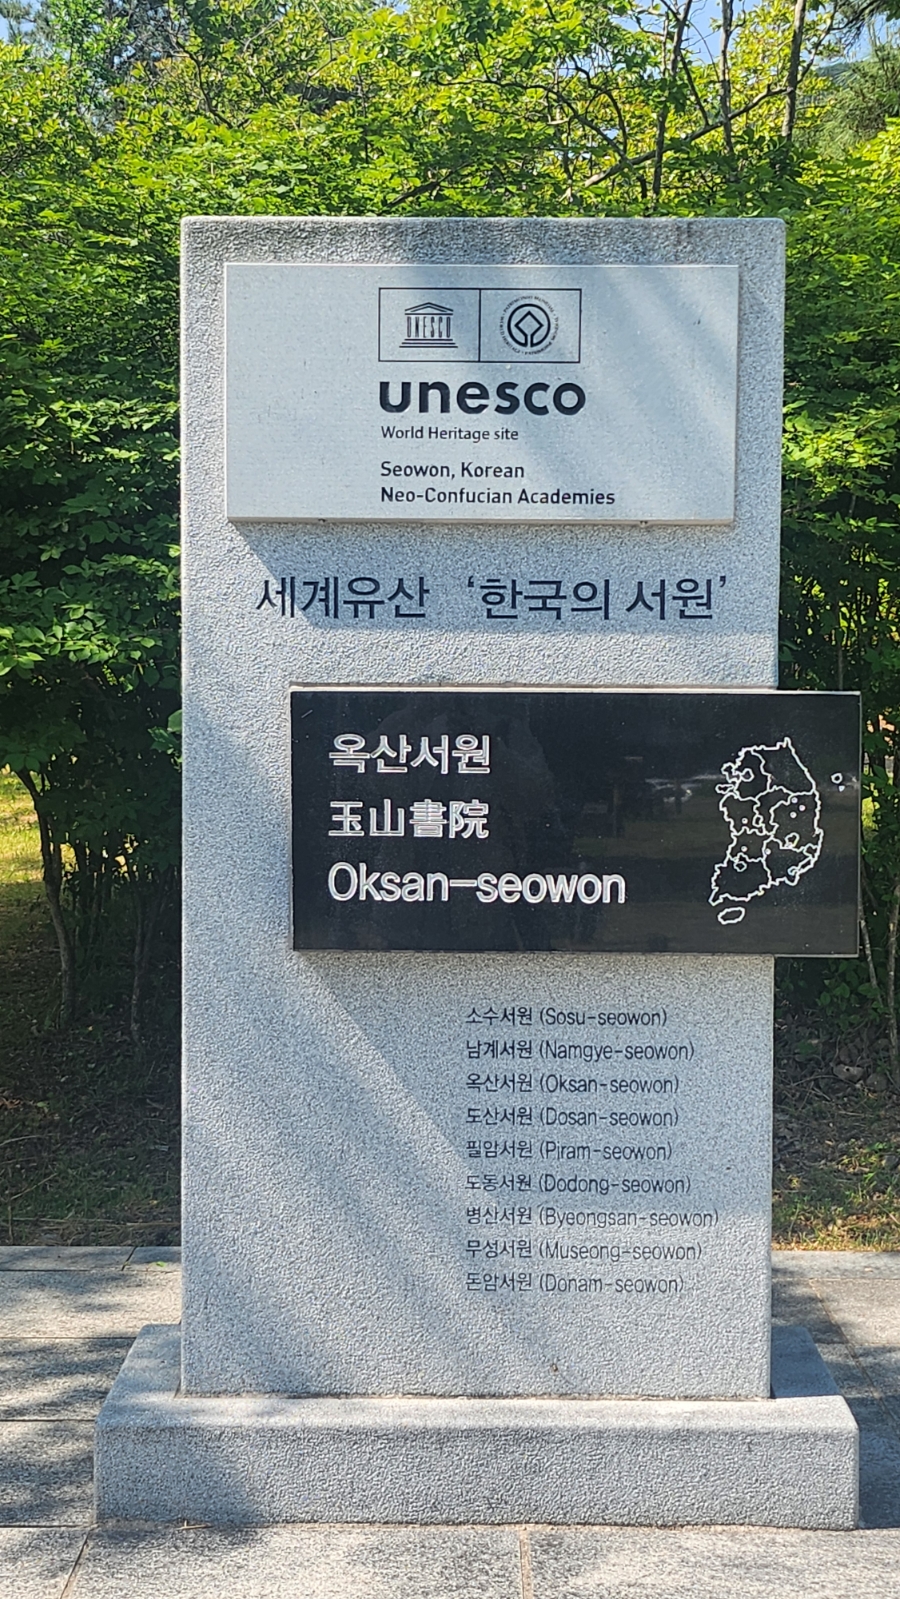 UNESCO
unesco
World Heritage site
Seowon, Korean
Neo-Confucian Academies
세계유산 ‘한국의 서원’
옥산서원
玉山書院
Oksan-seowon
소수서원 (Sosu-seowon)
남계서원 (Namgye-seowon)
옥산서원 (Oksan-seowon)
도산서원 (Dosan-seowon)
필암서원 (Piram-seowon)
도동서원 (Dodong-seowon)
병산서원 (Byeongsan-seowon)
무성서원 (Museong-seowon)
돈암서원 (Donam-seowon)